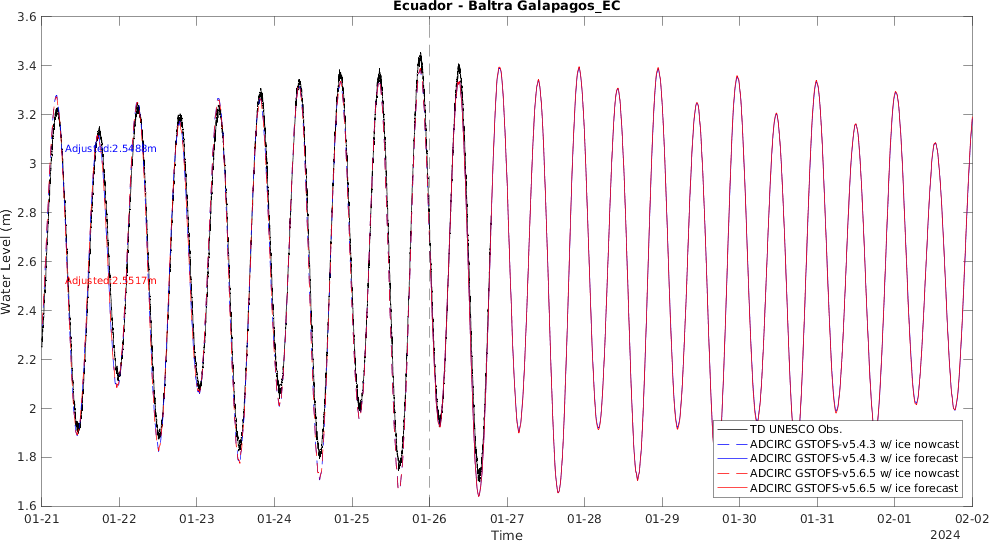 Ecuador - Baltra Galapagos_EC
3.6
3.4
3.2
3
2.8
2.6
2.4
2.2
2
1.8
1.6
Water Level (m)
Adjusted:2.5488m
Adjusted:2.5517m
TD UNESCO Obs.
ADCIRC GSTOFS-v5.4.3 w/ ice nowcast
ADCIRC GSTOFS-v5.4.3 w/ ice forecast
ADCIRC GSTOFS-v5.6.5 w/ ice nowcast
ADCIRC GSTOFS-v5.6.5 w/ ice forecast
01-21 01-22 01-23 01-24 01-25 01-26 01-27 01-28 01-29 01-30 01-31 02-01 02-02
Time
2024